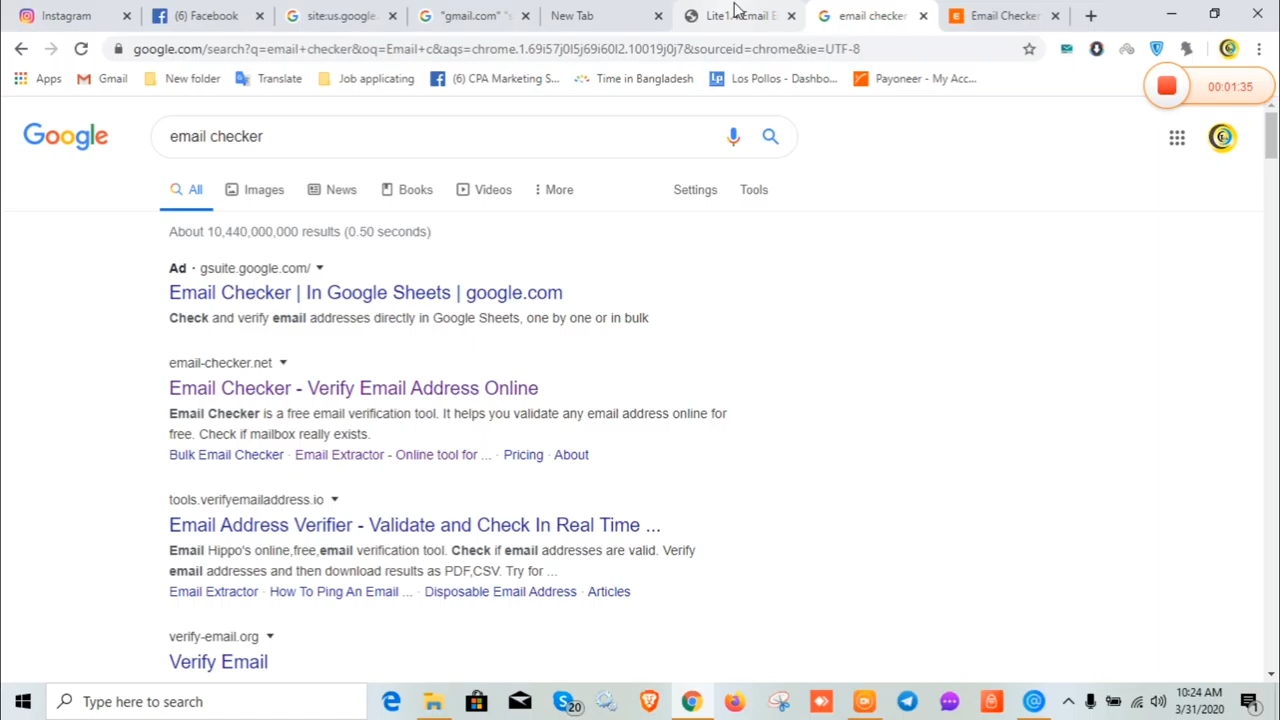 Instagram
(6) Facebook
site:us.google.
"gmail.com" "s
New Tab
email checker
Email Checker
google.com/search?q=email+checker&oq=Email+c&aqs=chrome.1.69i57j0l5j69i60l2.10019j0j7&sourceid=chrome&ie=UTF-8
Apps
Gmail
New folder
Translate
Job applicating
(6) CPA Marketing S...
Time in Bangladesh
Los Pollos - Dashbo...
Payoneer - My Acc...
00:01:35
Google
email checker
All
Images
News
Books
Videos
More
Settings
Tools
About 10,440,000,000 results (0.50 seconds)
Ad · gsuite.google.com/
Email Checker | In Google Sheets | google.com
Check and verify email addresses directly in Google Sheets, one by one or in bulk
email-checker.net
Email Checker - Verify Email Address Online
Email Checker is a free email verification tool. It helps you validate any email address online for
free. Check if mailbox really exists.
Bulk Email Checker · Email Extractor - Online tool for ... · Pricing · About
tools.verifyemailaddress.io
Email Address Verifier - Validate and Check In Real Time ...
Email Hippo's online,free,email verification tool. Check if email addresses are valid. Verify
email addresses and then download results as PDF,CSV. Try for ...
Email Extractor · How To Ping An Email ... · Disposable Email Address · Articles
verify-email.org
Verify Email
Type here to search
20
10:24 AM
3/31/2020
1